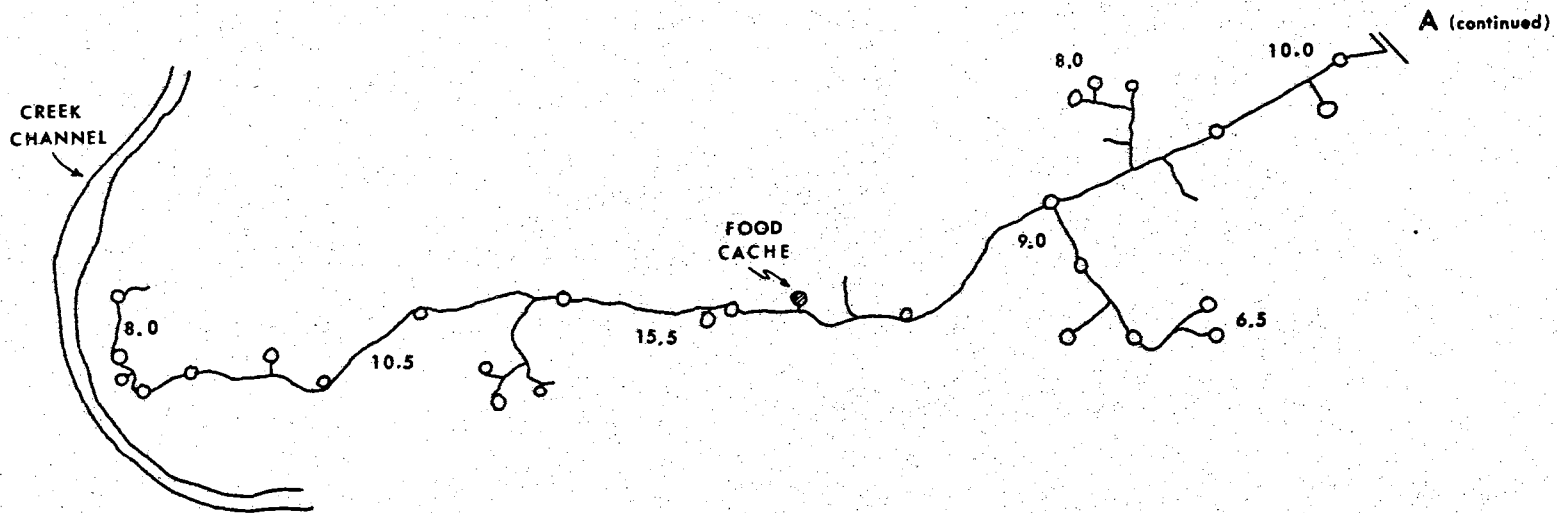 A (continued)
10.0
8.0
CREEK
CHANNEL
FOOD
CACHE
9.0
8.0
15.5
6.5
10.5